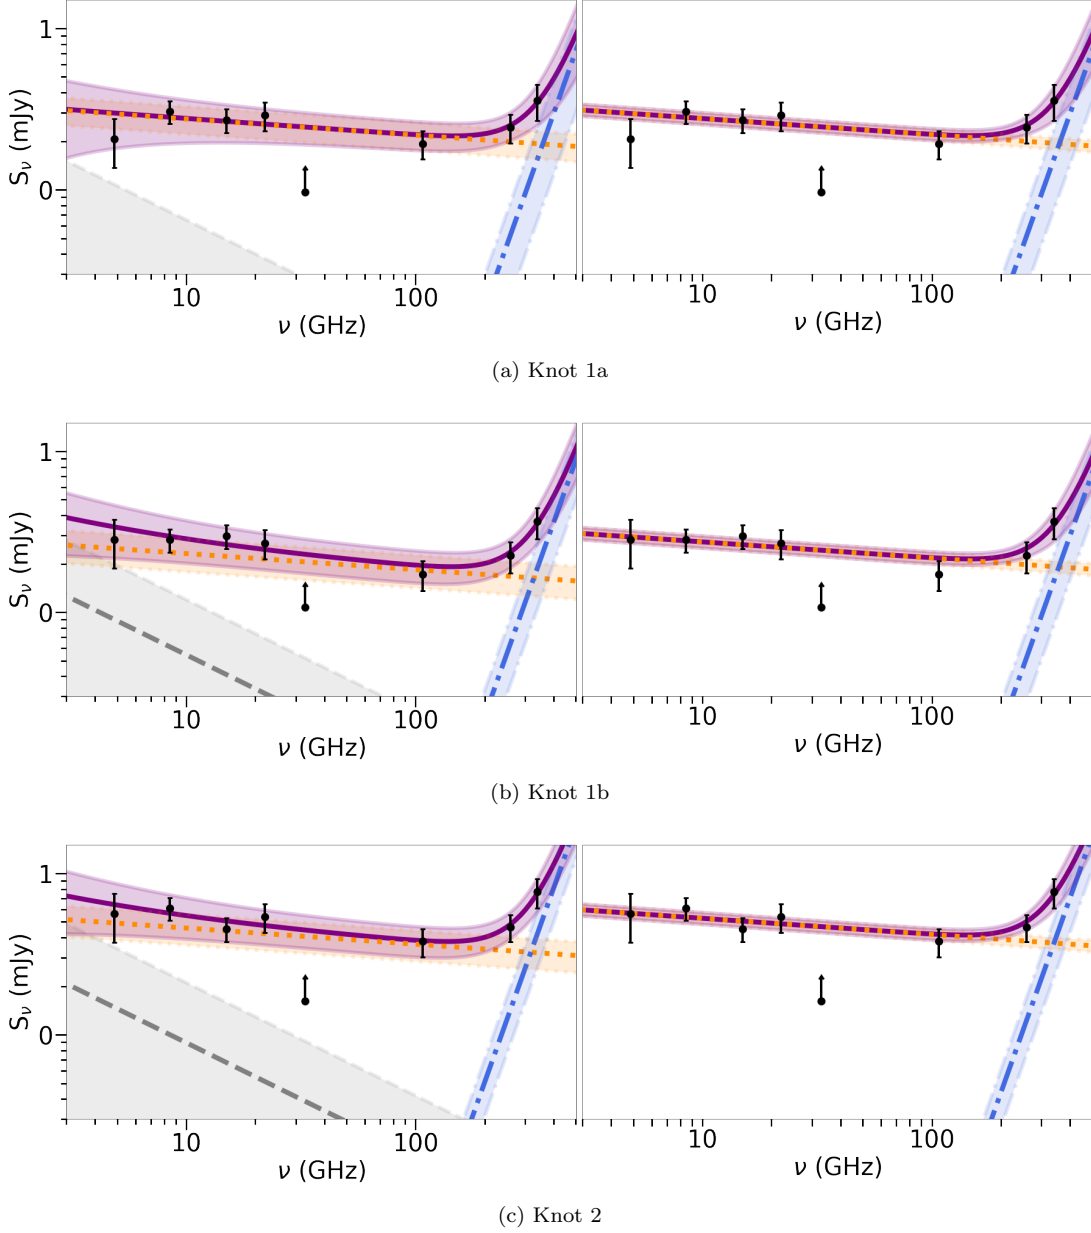 1
0
S_ν (mJy)
10 100
ν (GHz)
10 100
ν (GHz)
(a) Knot 1a
1
0
S_ν (mJy)
10 100
ν (GHz)
10 100
ν (GHz)
(b) Knot 1b
1
0
S_ν (mJy)
10 100
ν (GHz)
10 100
ν (GHz)
(c) Knot 2